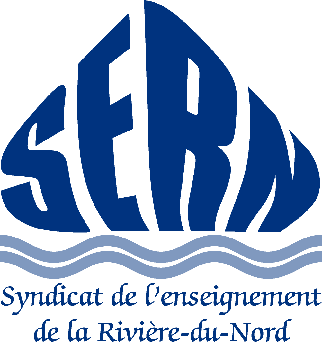 SERN
Syndicat de l'enseignement
de la Rivière-du-Nord